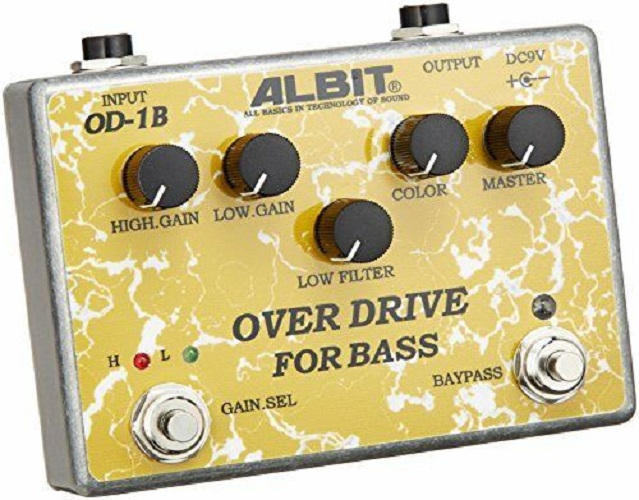 INPUT
OD-1B
ALBIT®
ALL BASICS IN TECHNOLOGY OF SOUND
OUTPUT
DC9V
HIGH.GAIN
LOW.GAIN
COLOR
MASTER
LOW FILTER
OVER DRIVE
FOR BASS
H
L
GAIN.SEL
BAYPASS